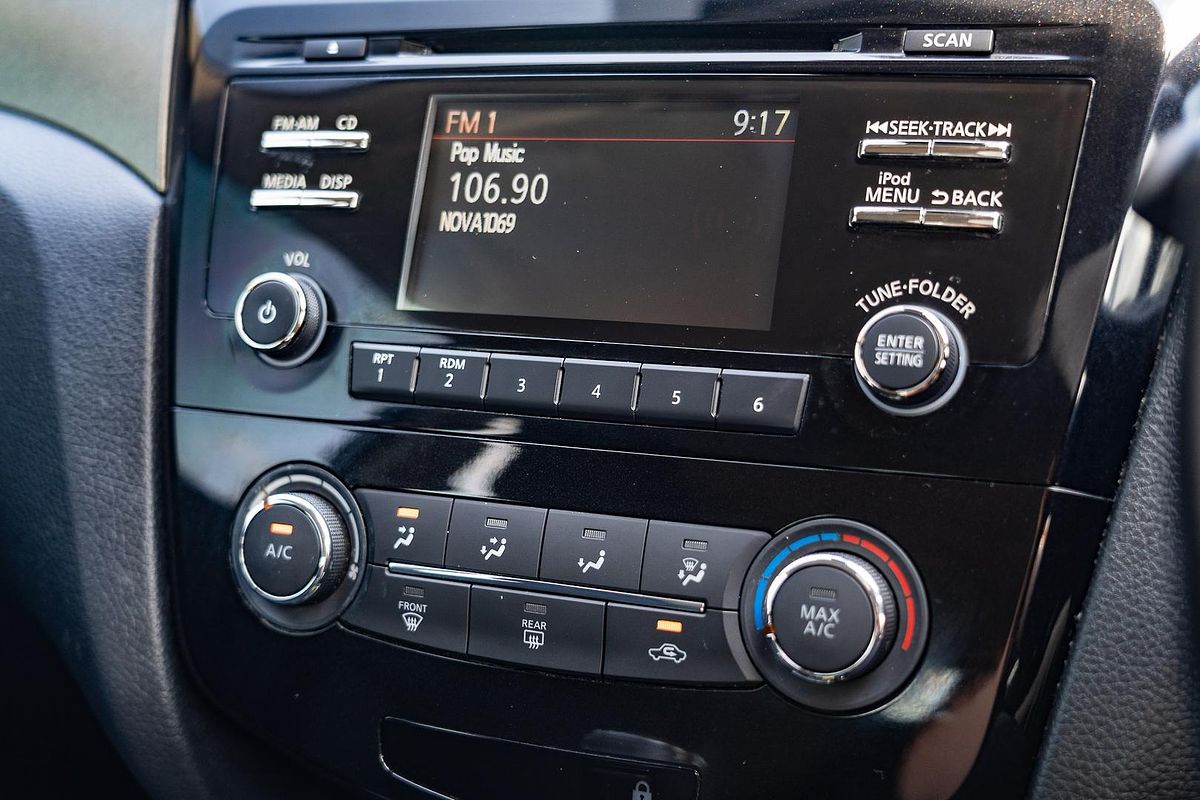 SCAN
FM·AM CD
MEDIA DISP
VOL
FM 1 9:17
Pop Music
106.90
NOVA1069
SEEK·TRACK
iPod
MENU BACK
TUNE·FOLDER
ENTER
SETTING
RPT RDM
1 2 3 4 5 6
A/C
FRONT
REAR
MAX
A/C